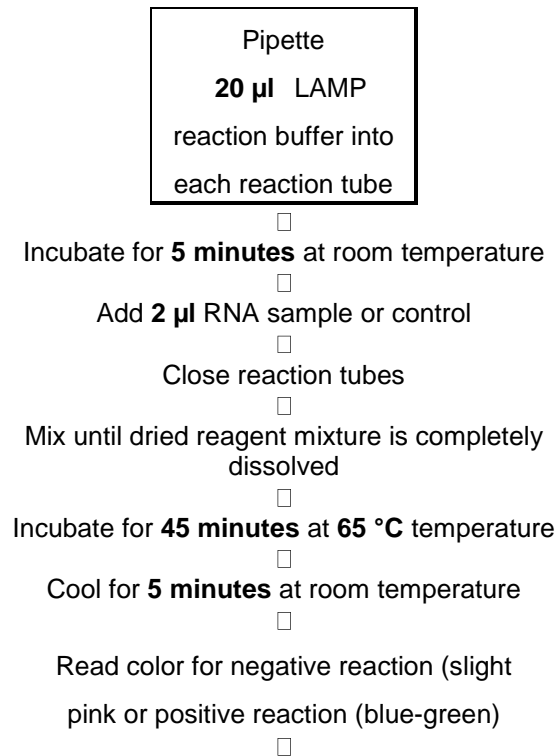 Pipette
20 µl LAMP
reaction buffer into
each reaction tube
Incubate for 5 minutes at room temperature
Add 2 µl RNA sample or control
Close reaction tubes
Mix until dried reagent mixture is completely
dissolved
Incubate for 45 minutes at 65 °C temperature
Cool for 5 minutes at room temperature
Read color for negative reaction (slight
pink or positive reaction (blue-green)